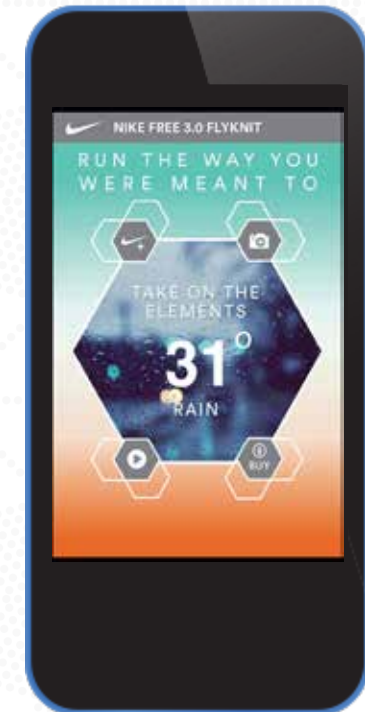 NIKE FREE 3.0 FLYKNIT
RUN THE WAY YOU
WERE MEANT TO
TAKE ON THE
ELEMENTS
31°
RAIN
BUY